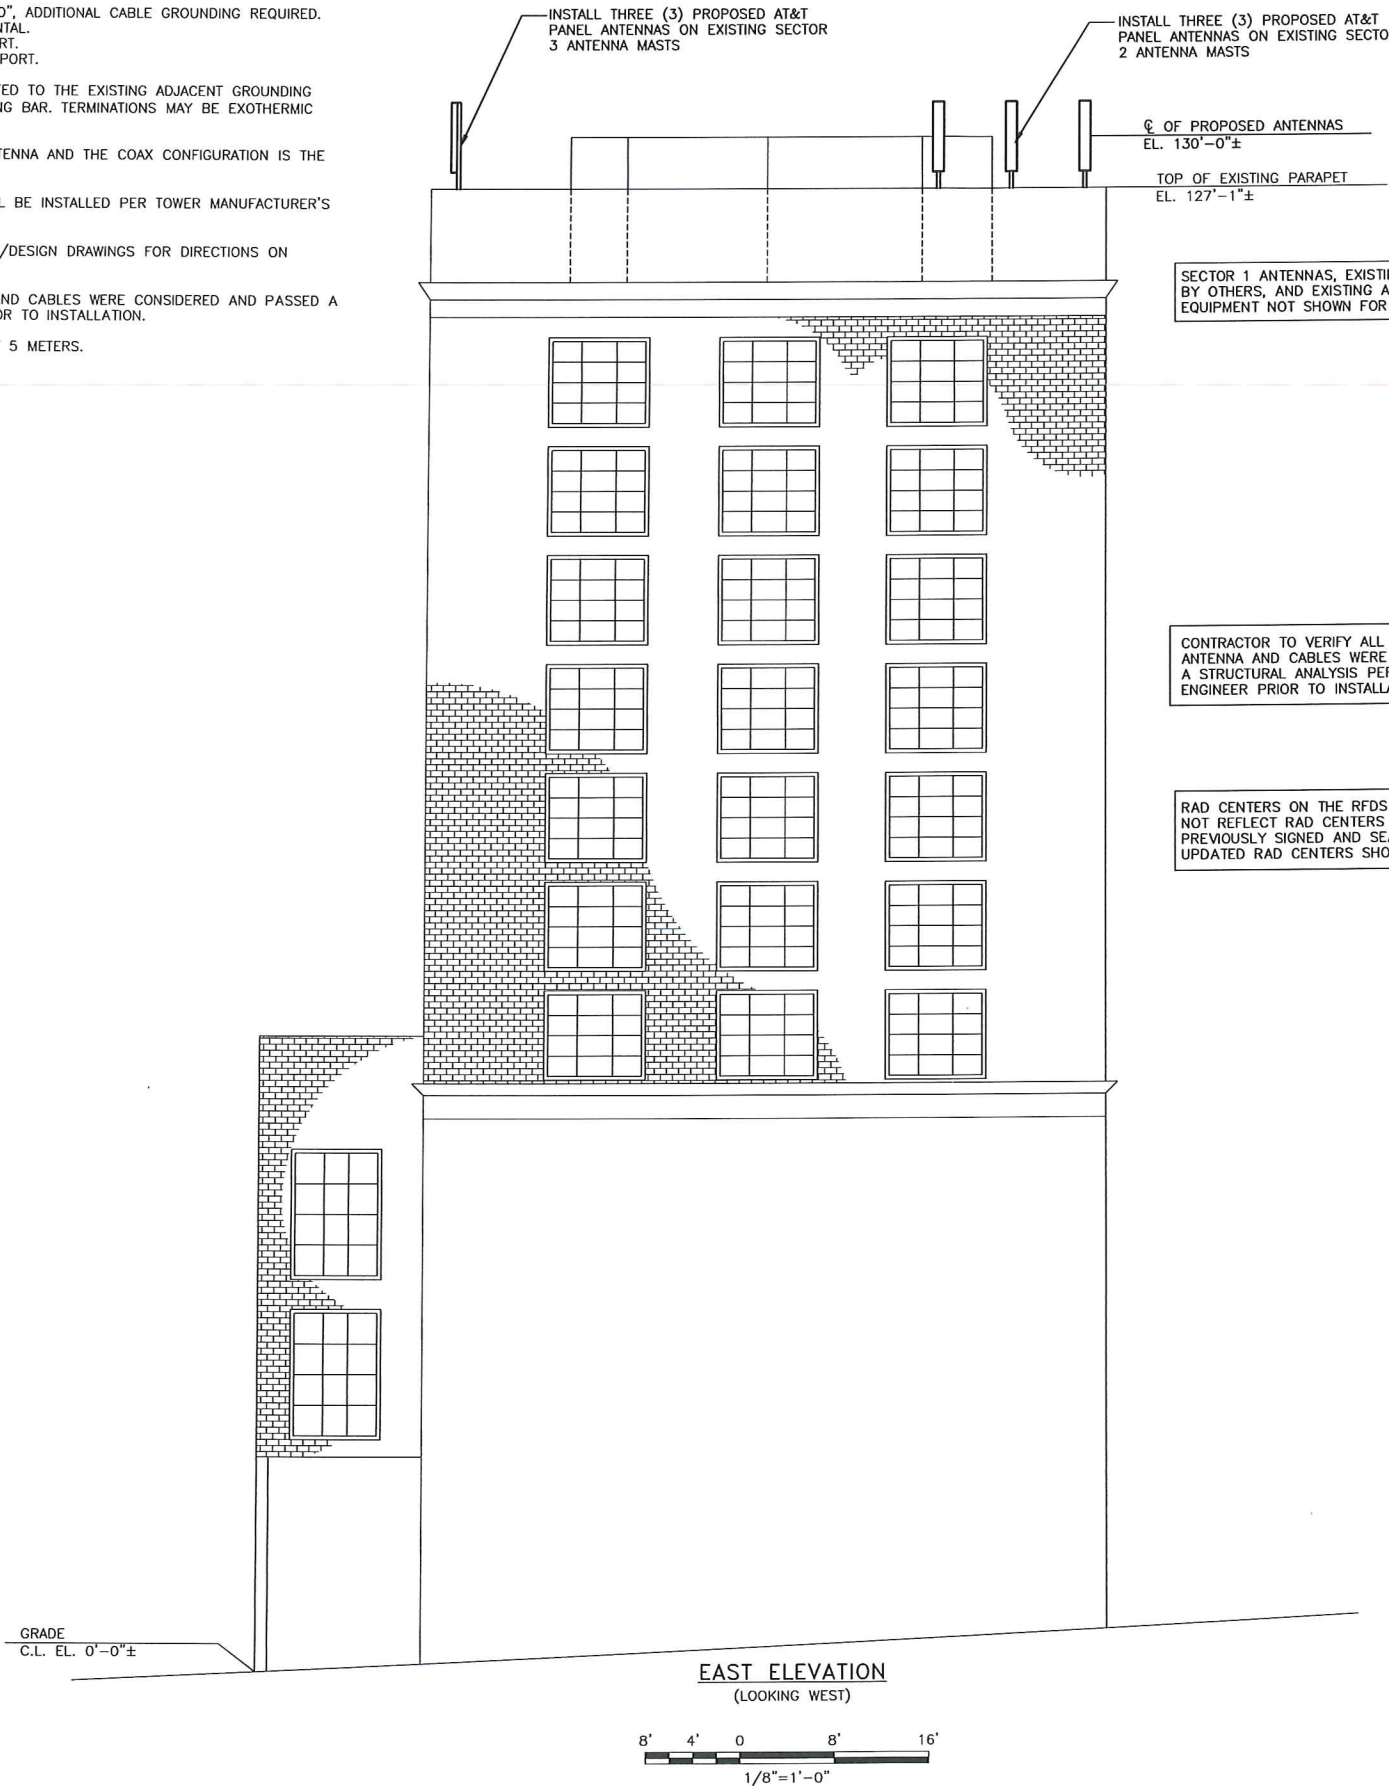 0", ADDITIONAL CABLE GROUNDING REQUIRED.
NTAL.
RT.
PORT.
TED TO THE EXISTING ADJACENT GROUNDING
NG BAR. TERMINATIONS MAY BE EXOTHERMIC
TENNA AND THE COAX CONFIGURATION IS THE
L BE INSTALLED PER TOWER MANUFACTURER'S
/DESIGN DRAWINGS FOR DIRECTIONS ON
ND CABLES WERE CONSIDERED AND PASSED A
OR TO INSTALLATION.
5 METERS.
INSTALL THREE (3) PROPOSED AT&T
PANEL ANTENNAS ON EXISTING SECTOR
3 ANTENNA MASTS
INSTALL THREE (3) PROPOSED AT&T
PANEL ANTENNAS ON EXISTING SECTO
2 ANTENNA MASTS
℄ OF PROPOSED ANTENNAS
EL. 130'-0"±
TOP OF EXISTING PARAPET
EL. 127'-1"±
SECTOR 1 ANTENNAS, EXISTI
BY OTHERS, AND EXISTING A
EQUIPMENT NOT SHOWN FOR
CONTRACTOR TO VERIFY ALL
ANTENNA AND CABLES WERE
A STRUCTURAL ANALYSIS PER
ENGINEER PRIOR TO INSTALLA
RAD CENTERS ON THE RFDS
NOT REFLECT RAD CENTERS
PREVIOUSLY SIGNED AND SEA
UPDATED RAD CENTERS SHO
GRADE
C.L. EL. 0'-0"±
EAST ELEVATION
(LOOKING WEST)
8' 4' 0 8' 16'
1/8"=1'-0"